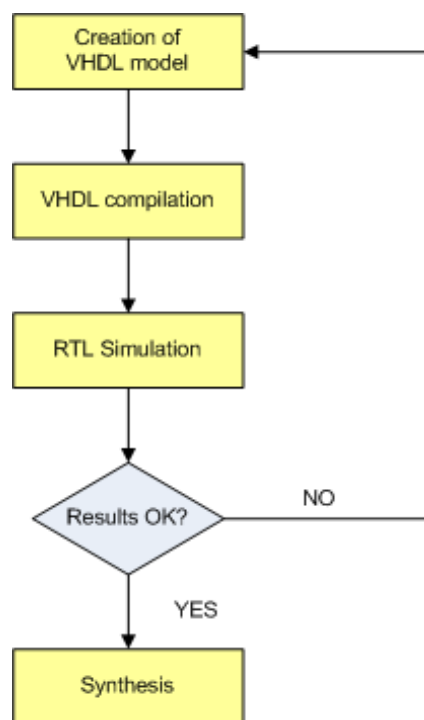 Creation of
VHDL model
VHDL compilation
RTL Simulation
Results OK?
NO
YES
Synthesis